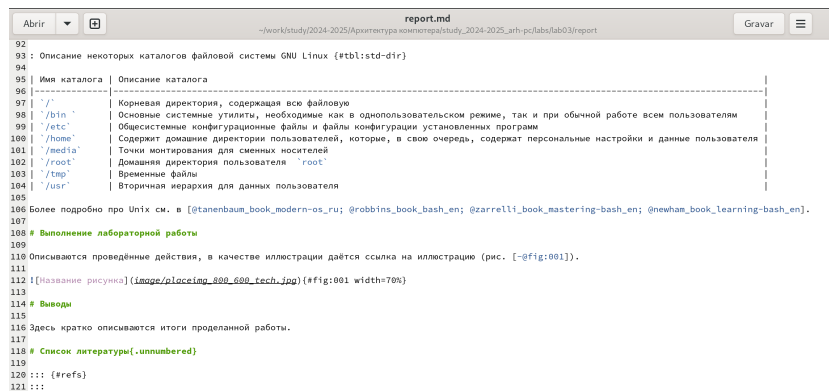 Abrir
report.md
~/work/study/2024-2025/Архитектура компютера/study_2024-2025_arh-pc/labs/lab03/report
Gravar
92
93 : Описание некоторых каталогов файловой системы GNU Linux {#tbl:std-dir}
94
95 | Имя каталога | Описание каталога |
96 |--------------|--------------------------------------------------------------------------------------------------------------------------|
97 | `/` | Корневая директория, содержащая всю файловую |
98 | `/bin ` | Основные системные утилиты, необходимые как в однопользовательском режиме, так и при обычной работе всем пользователям |
99 | `/etc` | Общесистемные конфигурационные файлы и файлы конфигурации установленных программ |
100 | `/home` | Содержит домашние директории пользователей, которые, в свою очередь, содержат персональные настройки и данные пользователя |
101 | `/media` | Точки монтирования для сменных носителей |
102 | `/root` | Домашняя директория пользователя `root` |
103 | `/tmp` | Временные файлы |
104 | `/usr` | Вторичная иерархия для данных пользователя |
105
106 Более подробно про Unix см. в [@tanenbaum_book_modern-os_ru; @robbins_book_bash_en; @zarrelli_book_mastering-bash_en; @newham_book_learning-bash_en].
107
108 # Выполнение лабораторной работы
109
110 Описываются проведённые действия, в качестве иллюстрации даётся ссылка на иллюстрацию (рис. [-@fig:001]).
111
112 ![Название рисунка](image/placeimg_800_600_tech.jpg){#fig:001 width=70%}
113
114 # Выводы
115
116 Здесь кратко описываются итоги проделанной работы.
117
118 # Список литературы{.unnumbered}
119
120 ::: {#refs}
121 :::